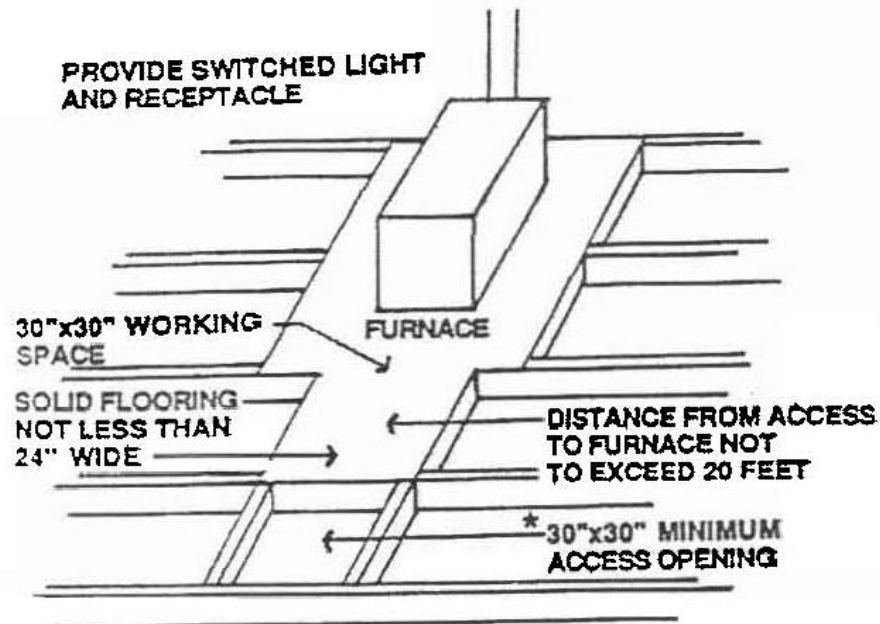 PROVIDE SWITCHED LIGHT
AND RECEPTACLE
FURNACE
30"x30" WORKING
SPACE
SOLID FLOORING
NOT LESS THAN
24" WIDE
DISTANCE FROM ACCESS
TO FURNACE NOT
TO EXCEED 20 FEET
* 30"x30" MINIMUM
ACCESS OPENING